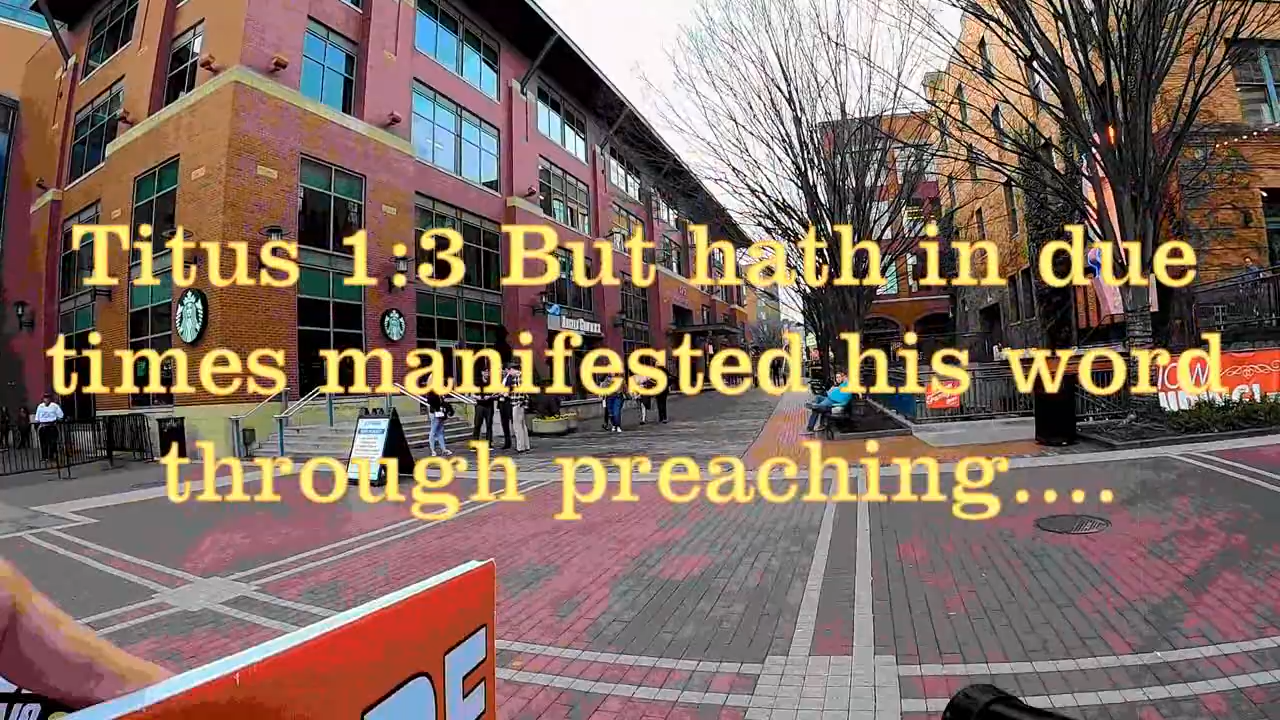 Titus 1:3 But hath in due
times manifested his word
through preaching....